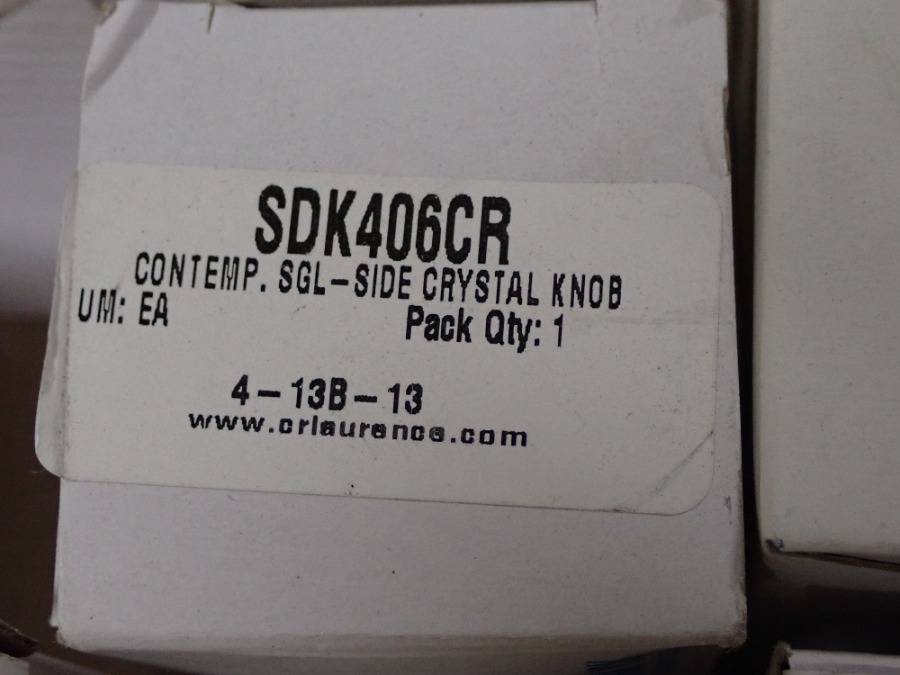 SDK406CR
CONTEMP. SGL-SIDE CRYSTAL KNOB
UM: EA Pack Qty: 1
4-13B-13
www.crlaurence.com